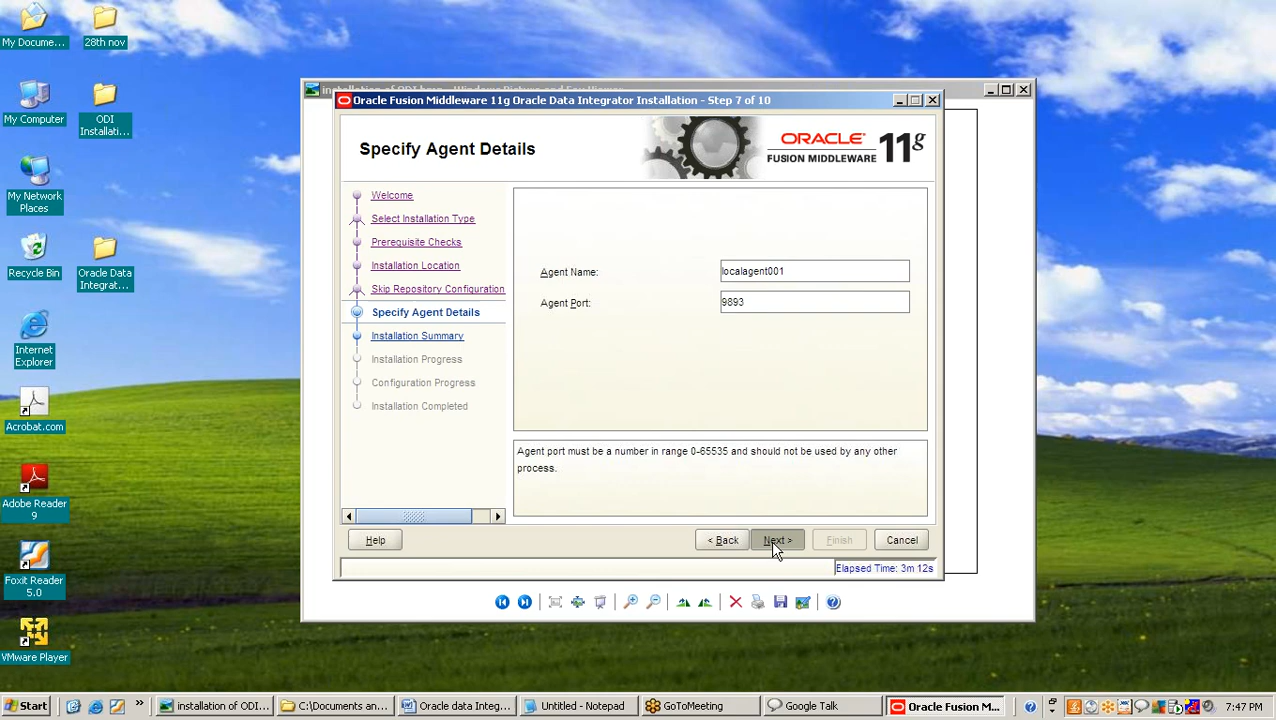 My Docume...
28th nov
My Computer
ODI
Installati...
My Network
Places
Recycle Bin
Oracle Data
Integrat...
Internet
Explorer
Acrobat.com
Adobe Reader
9
Foxit Reader
5.0
VMware Player
Oracle Fusion Middleware 11g Oracle Data Integrator Installation - Step 7 of 10
Specify Agent Details
ORACLE
FUSION MIDDLEWARE 11g
Welcome
Select Installation Type
Prerequisite Checks
Installation Location
Skip Repository Configuration
Specify Agent Details
Installation Summary
Installation Progress
Configuration Progress
Installation Completed
Agent Name: localagent001
Agent Port: 9893
Agent port must be a number in range 0-65535 and should not be used by any other
process.
Help
< Back
Next >
Finish
Cancel
Elapsed Time: 3m 12s
Start
installation of ODI...
C:\Documents an...
Oracle data Integ...
Untitled - Notepad
GoToMeeting
Google Talk
Oracle Fusion M...
7:47 PM